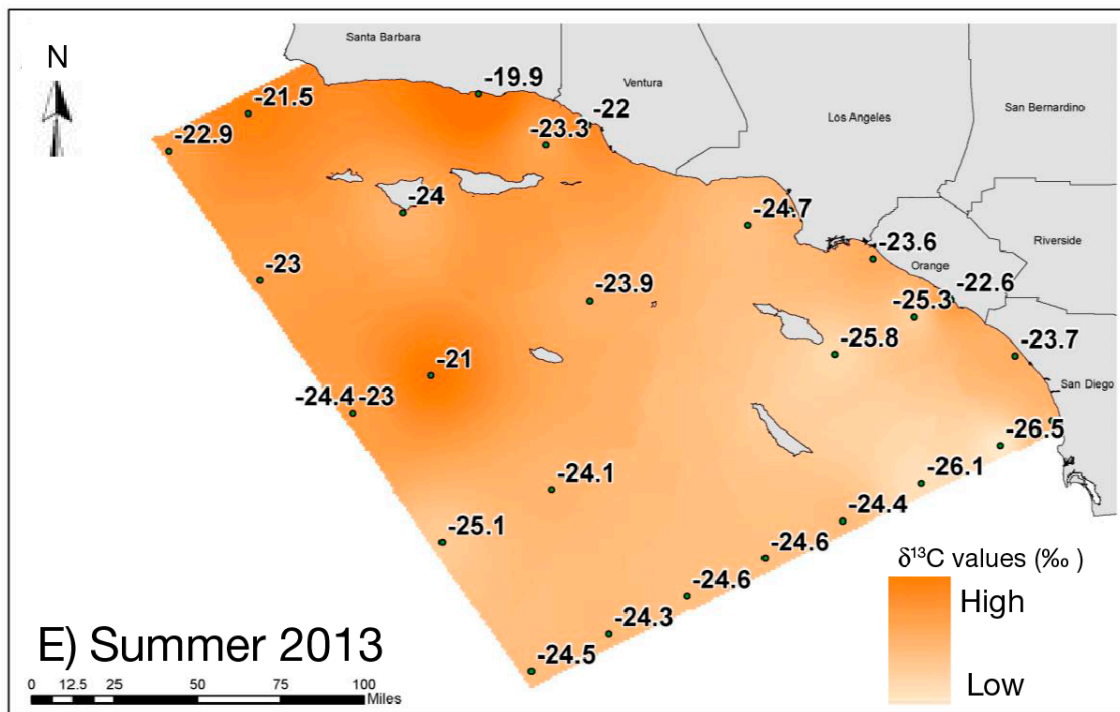 Santa Barbara
N
-19.9
Ventura
-21.5
-22
San Bernardino
Los Angeles
-22.9
-23.3
-24
-24.7
-23.6
Riverside
-23
Orange
-23.9
-22.6
-25.3
-25.8
-23.7
-21
San Diego
-24.4
-23
-26.5
-24.1
-26.1
-24.4
-25.1
-24.6
δ¹³C values (‰ )
-24.6
High
-24.3
E) Summer 2013
-24.5
Low
0 12.5 25 50 75 100
Miles